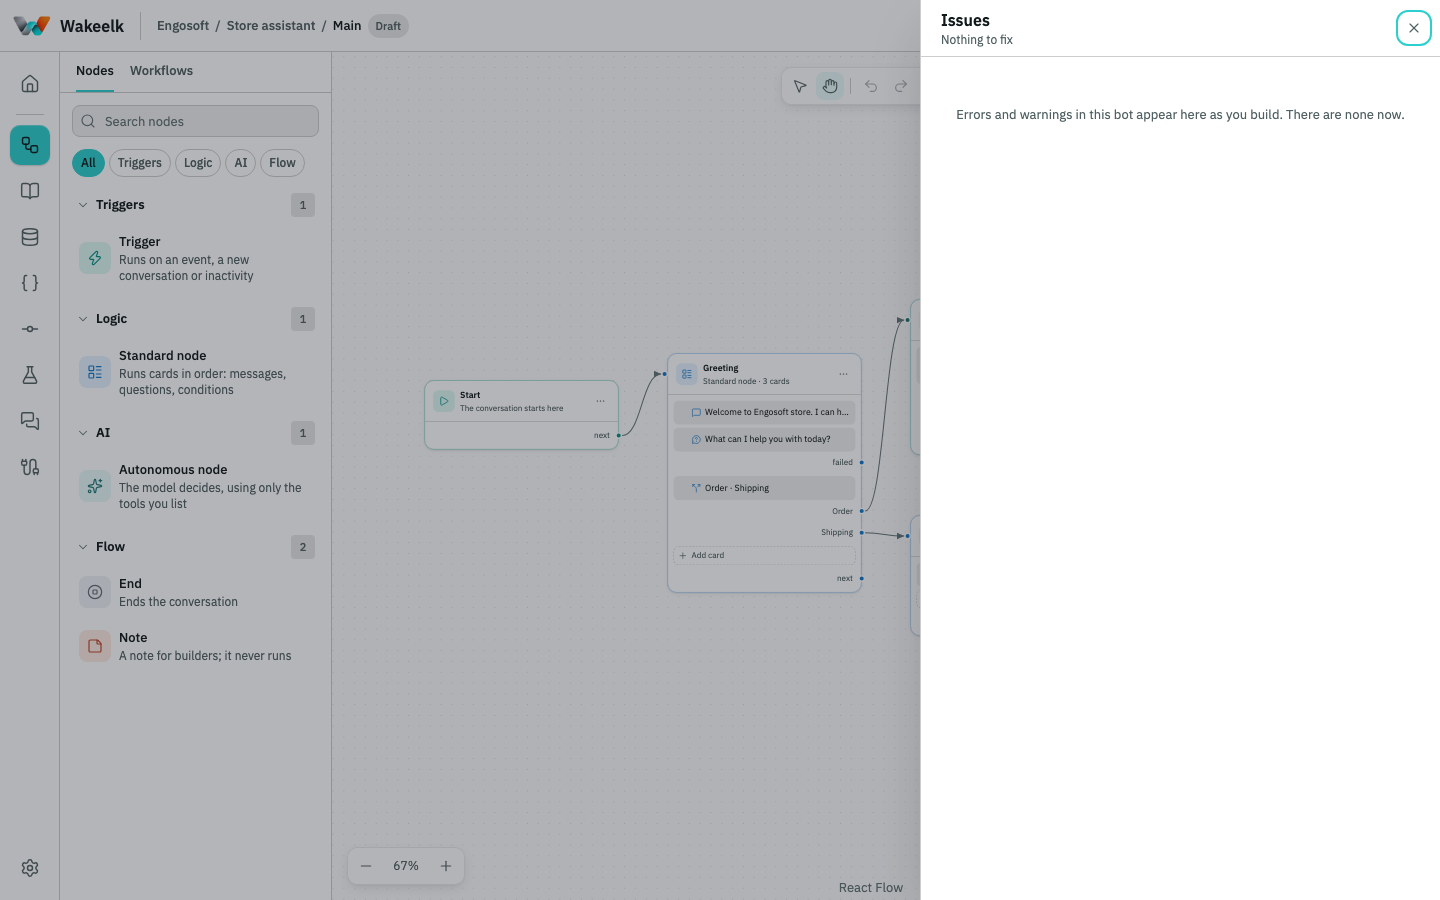 Wakeelk
Engosoft / Store assistant / Main Draft
Nodes Workflows
Search nodes
All Triggers Logic AI Flow
Triggers 1
Trigger
Runs on an event, a new
conversation or inactivity
Logic 1
Standard node
Runs cards in order: messages,
questions, conditions
AI 1
Autonomous node
The model decides, using only the
tools you list
Flow 2
End
Ends the conversation
Note
A note for builders; it never runs
Start
The conversation starts here
next
Greeting
Standard node · 3 cards
Welcome to Engosoft store. I can h...
What can I help you with today?
failed
Order · Shipping
Order
Shipping
Add card
next
67%
React Flow
Issues
Nothing to fix
Errors and warnings in this bot appear here as you build. There are none now.